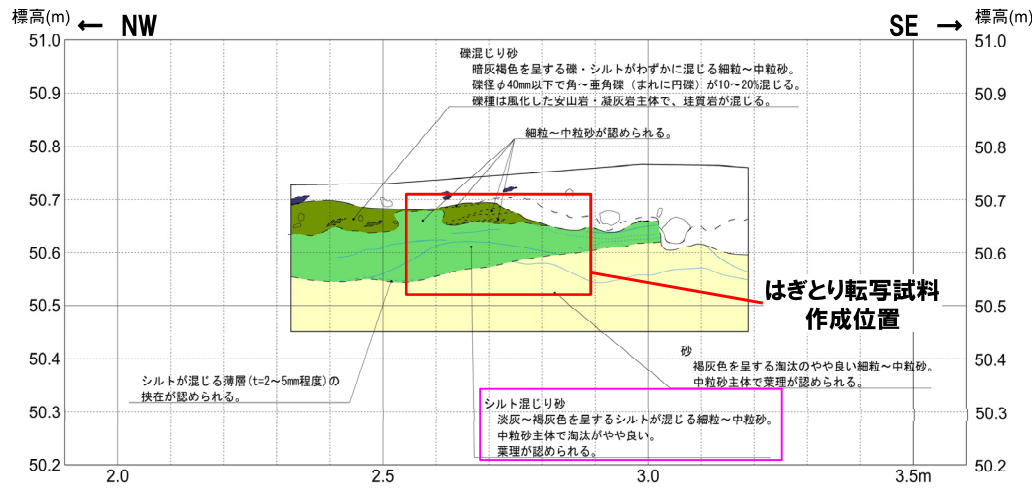 標高(m)
← NW
SE →
標高(m)
51.0
50.9
50.8
50.7
50.6
50.5
50.4
50.3
50.2
51.0
50.9
50.8
50.7
50.6
50.5
50.4
50.3
50.2
礫混じり砂
暗灰褐色を呈する礫・シルトがわずかに混じる細粒～中粒砂。
礫径φ40mm以下で角～亜角礫（まれに円礫）が10～20%混じる。
礫種は風化した安山岩・凝灰岩主体で、珪質岩が混じる。
細粒～中粒砂が認められる。
はぎとり転写試料
作成位置
砂
褐灰色を呈する淘汰のやや良い細粒～中粒砂。
中粒砂主体で葉理が認められる。
シルトが混じる薄層(t=2～5mm程度)の
挟在が認められる。
シルト混じり砂
淡灰～褐灰色を呈するシルトが混じる細粒～中粒砂。
中粒砂主体で淘汰がやや良い。
葉理が認められる。
2.0
2.5
3.0
3.5m